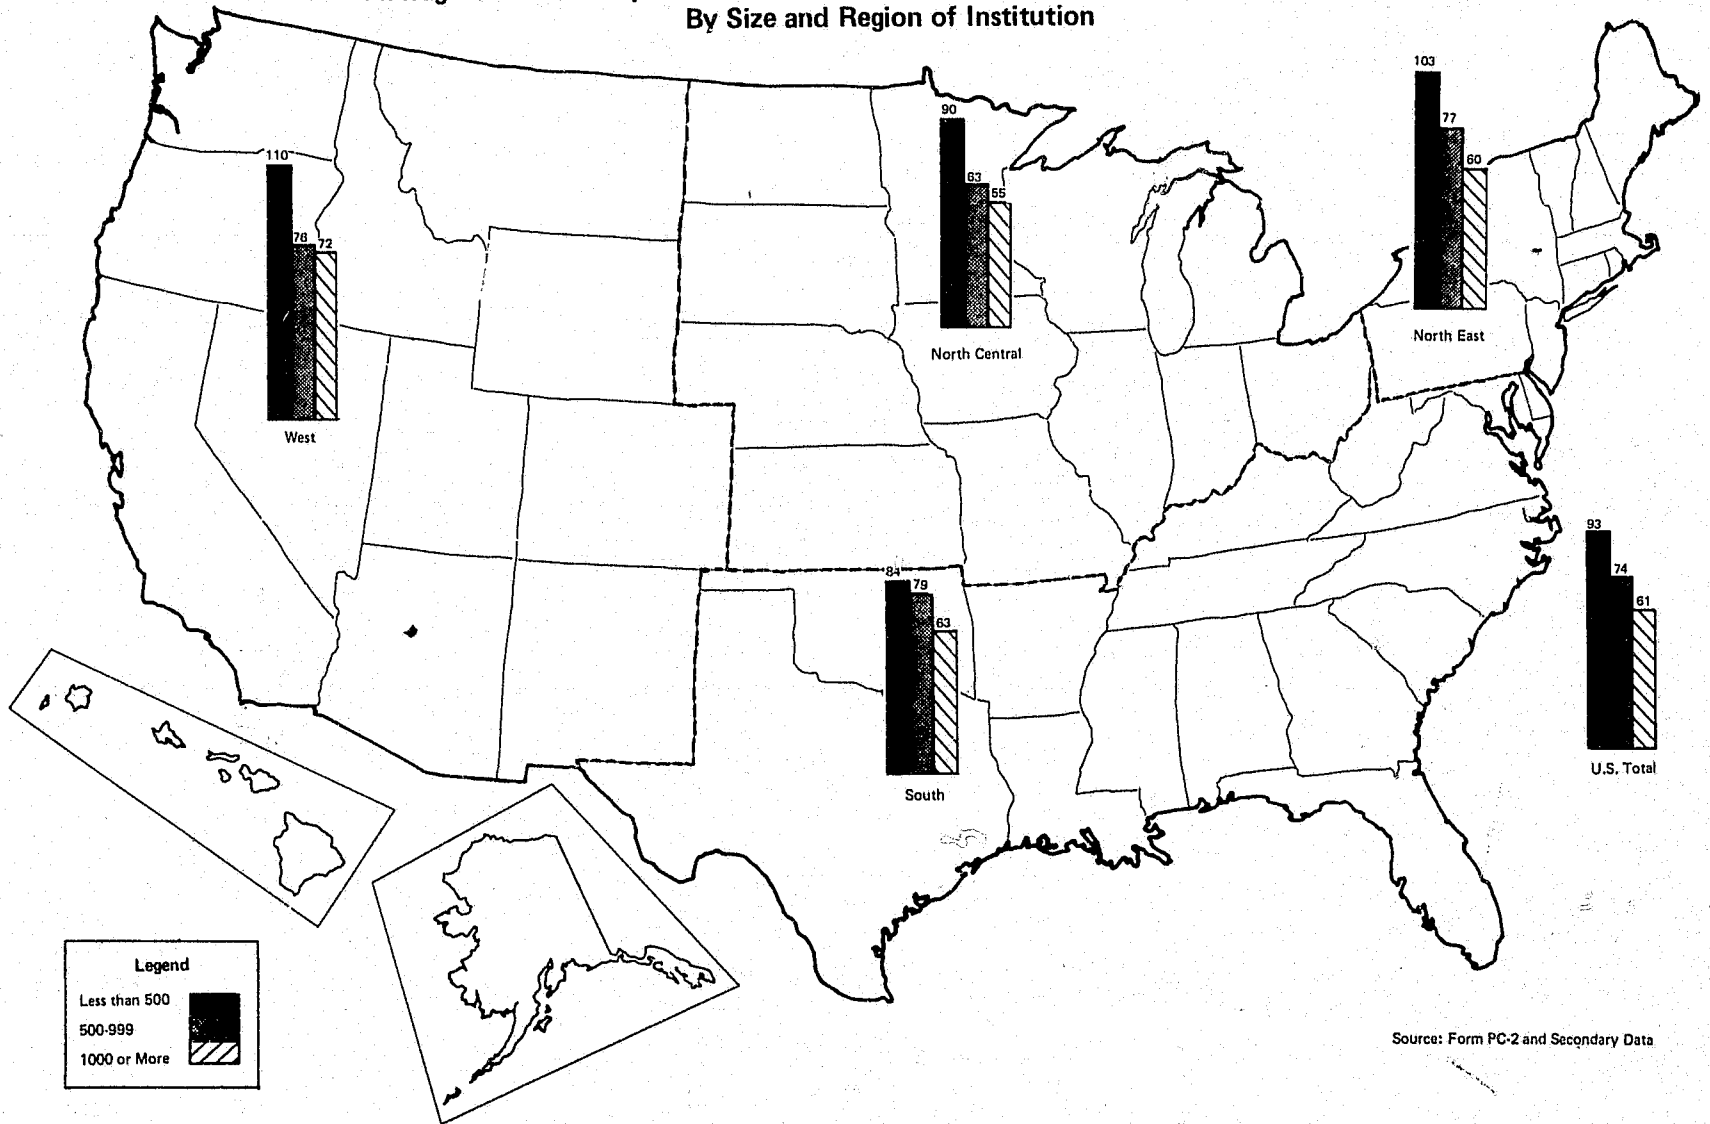 By Size and Region of Institution
103
90
77
110
60
63
55
76
72
North East
North Central
West
93
84
79
74
63
61
U.S. Total
South
Legend
Less than 500
500-999
1000 or More
Source: Form PC-2 and Secondary Data